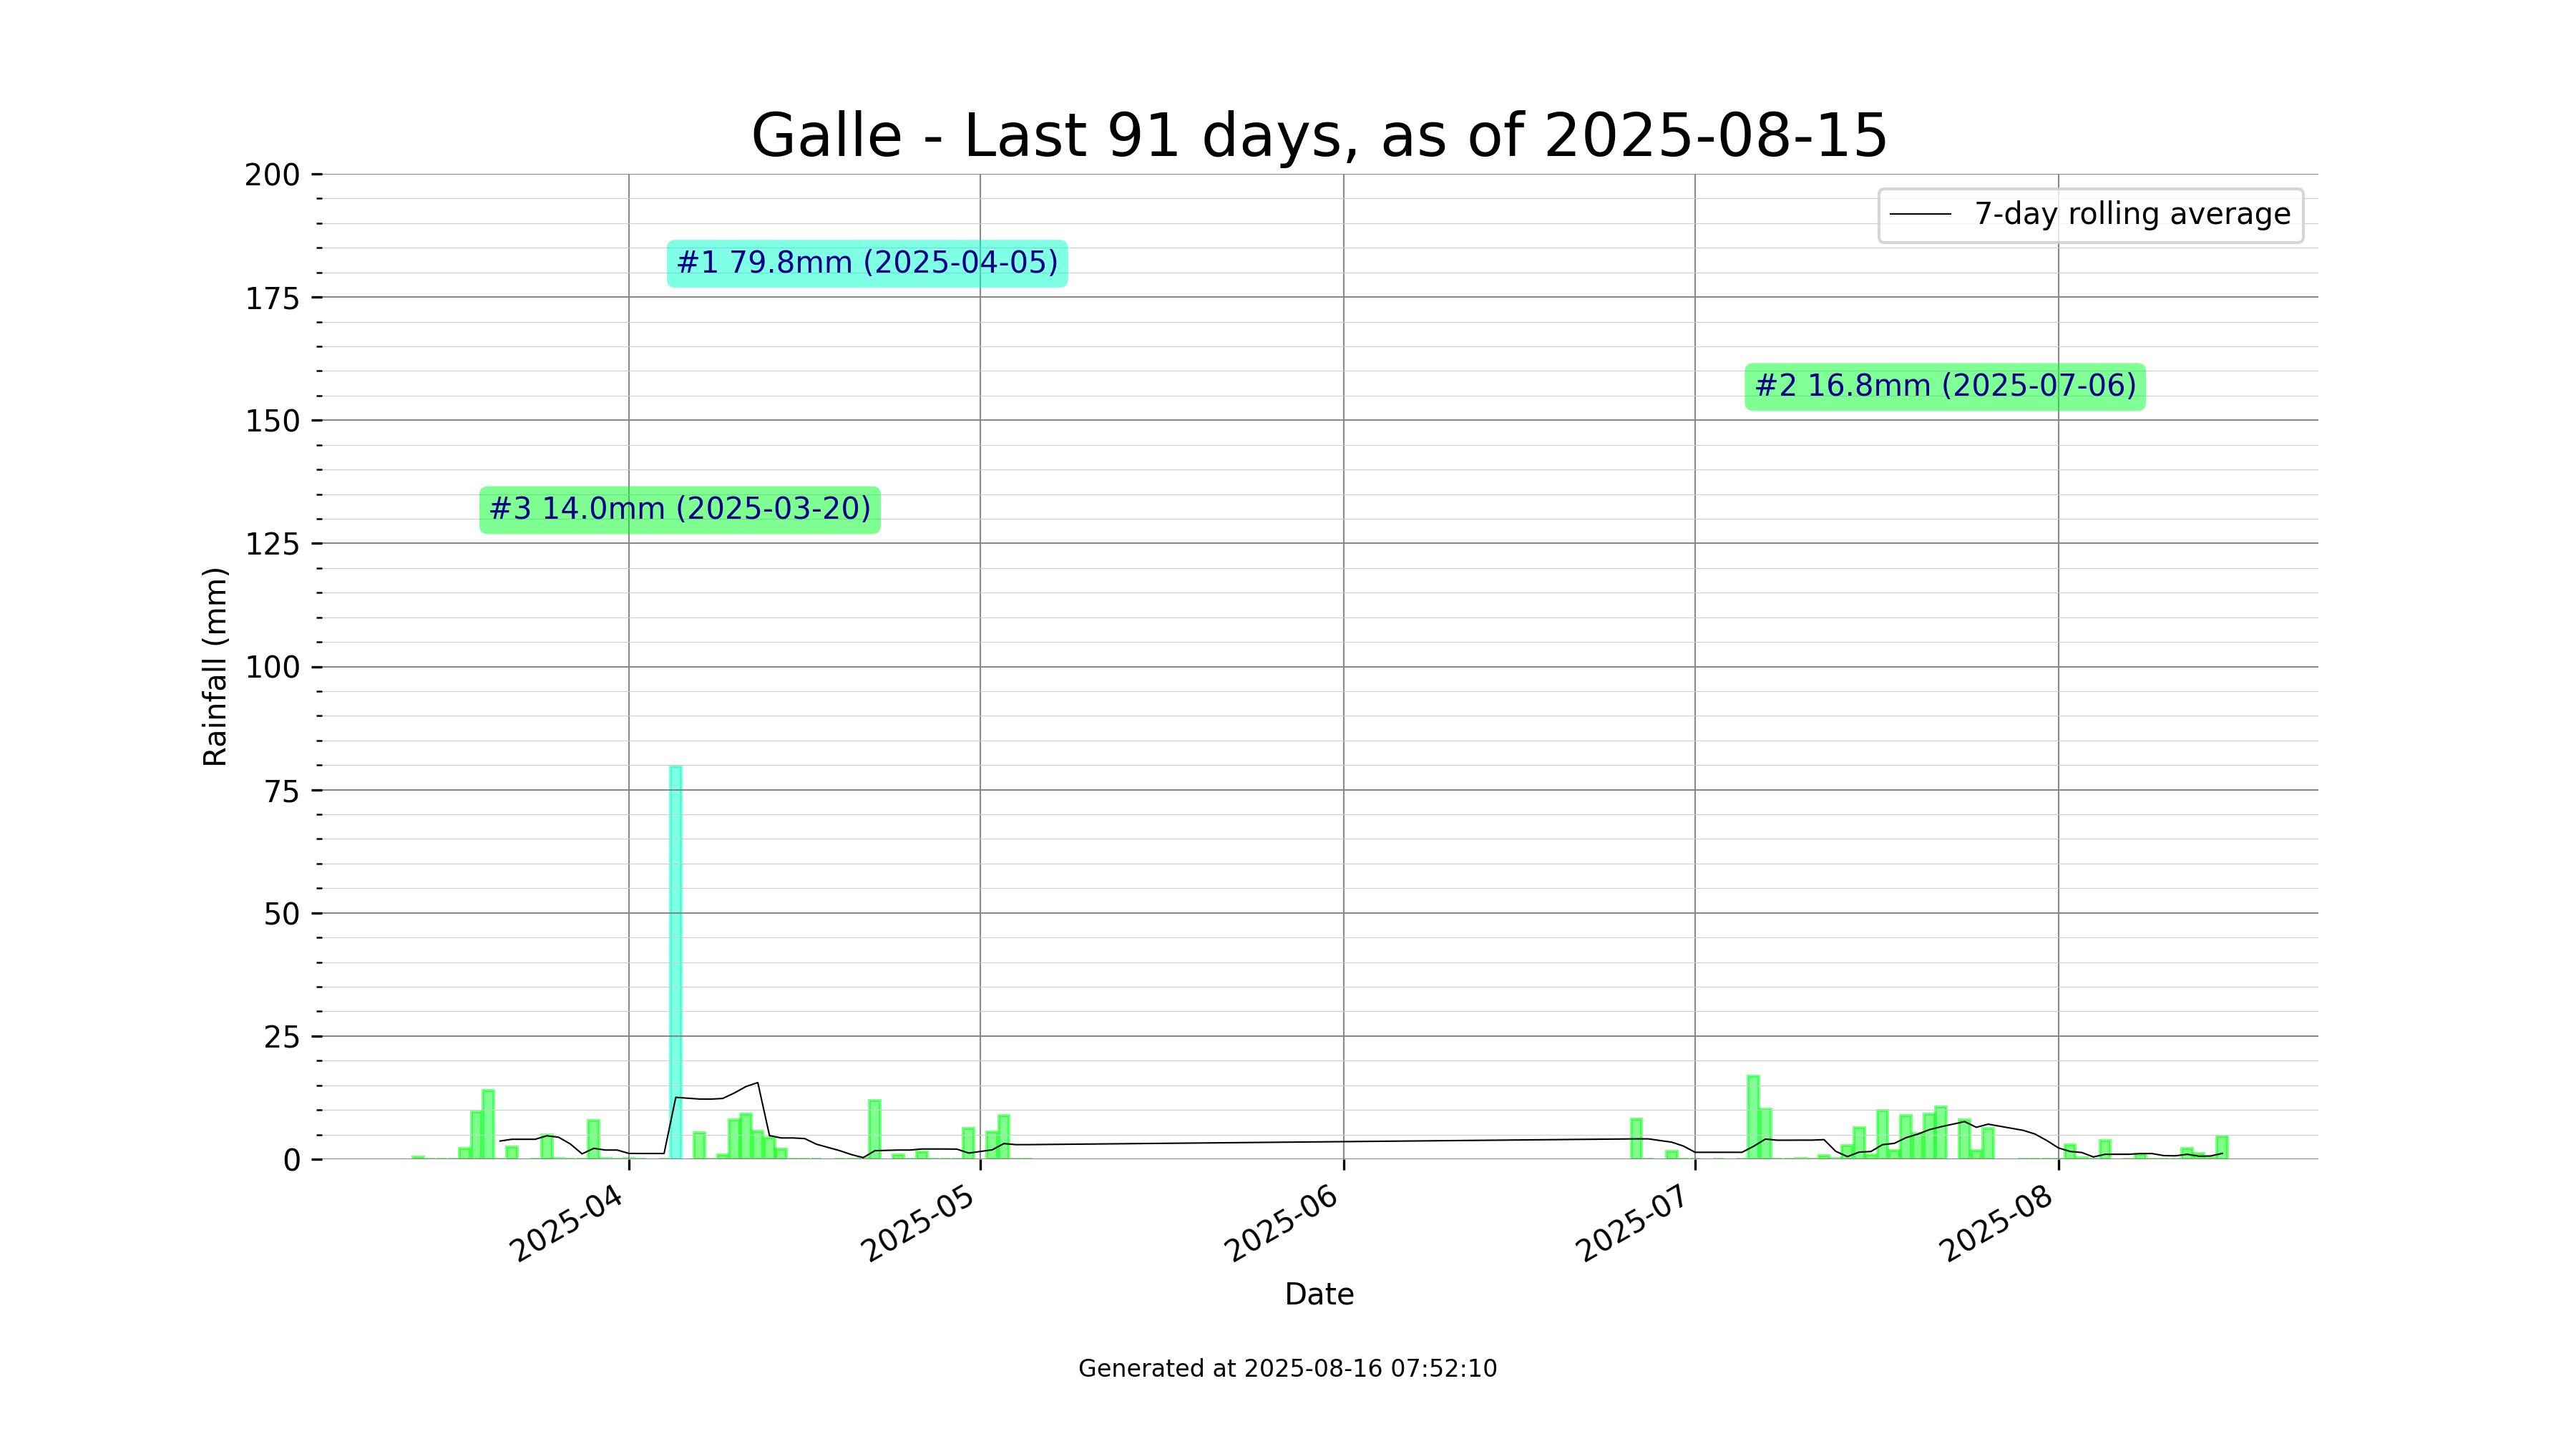 Galle - Last 91 days, as of 2025-08-15
7-day rolling average
#1 79.8mm (2025-04-05)
#2 16.8mm (2025-07-06)
#3 14.0mm (2025-03-20)
Rainfall (mm)
200
175
150
125
100
75
50
25
0
2025-04
2025-05
2025-06
2025-07
2025-08
Date
Generated at 2025-08-16 07:52:10